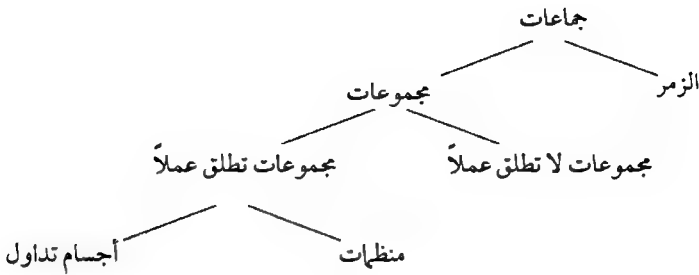 جماعات
الزمر
مجموعات
مجموعات لا تطلق عملاً
مجموعات تطلق عملاً
منظمات
أجسام تداول